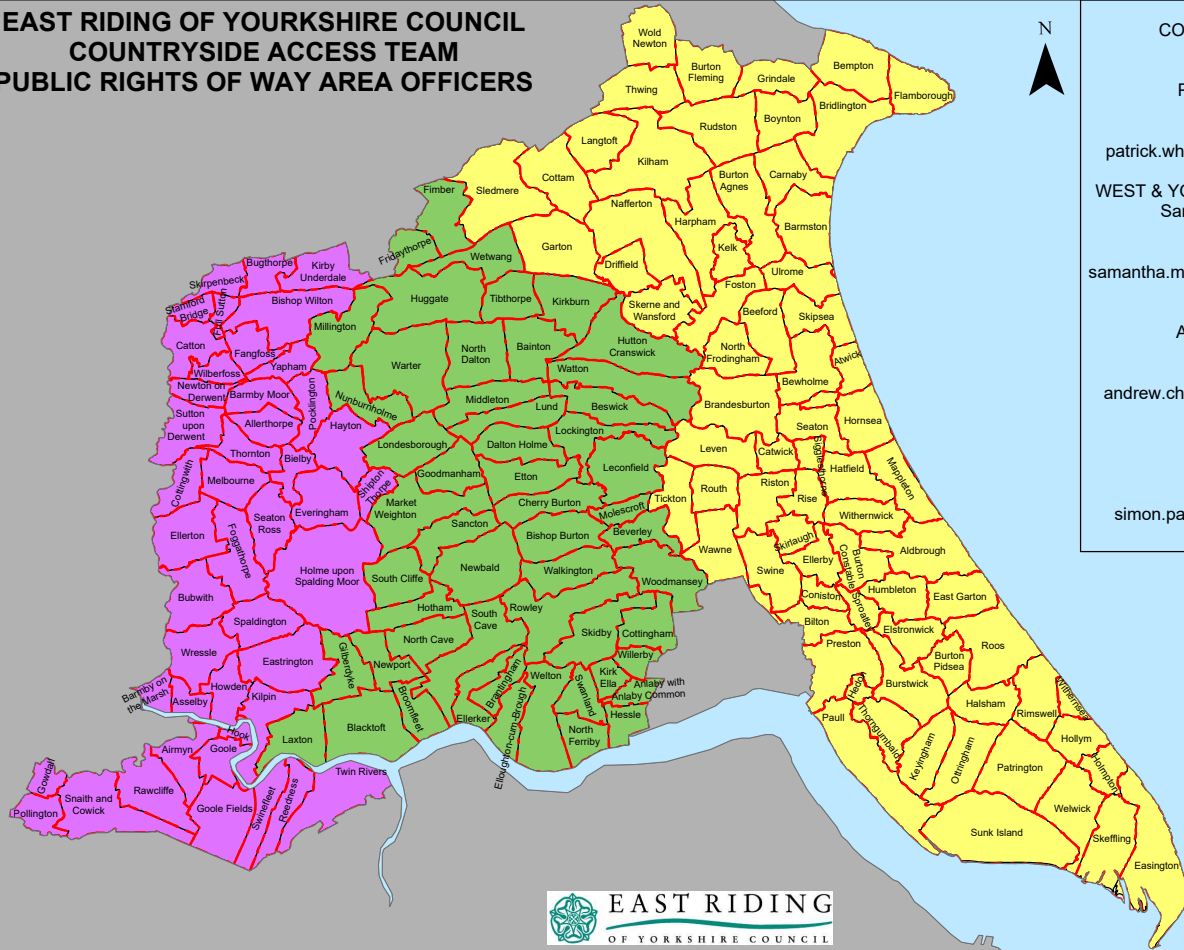 EAST RIDING OF YOURKSHIRE COUNCIL
COUNTRYSIDE ACCESS TEAM
PUBLIC RIGHTS OF WAY AREA OFFICERS
N
CO
patrick.wh
WEST & YO
Sar
samantha.m
A
andrew.ch
simon.pa
Wold
Newton
Burton
Fleming
Grindale
Bempton
Flamborough
Thwing
Bridlington
Rudston
Boynton
Langtoft
Kilham
Burton
Agnes
Carnaby
Cottam
Sledmere
Fimber
Nafferton
Harpham
Barmston
Kelk
Garton
Driffield
Fridaythorpe
Wetwang
Ulrome
Foston
Bugthorpe
Kirby
Underdale
Skirpenbeck
Full Sutton
Stamford
Bridge
Bishop Wilton
Huggate
Tibthorpe
Kirkburn
Skerne and
Wansford
Beeford
Skipsea
Millington
Catton
Fangfoss
Yapham
Wilberfoss
Warter
North
Dalton
Bainton
Hutton
Cranswick
Watton
North
Frodingham
Atwick
Bewholme
Newton on
Derwent
Barmby Moor
Pocklington
Nunburnholme
Middleton
Lund
Beswick
Brandesburton
Sutton
upon
Derwent
Allerthorpe
Hayton
Londesborough
Dalton Holme
Lockington
Seaton
Hornsea
Thornton
Bielby
Leven
Catwick
Sigglesthorne
Hatfield
Mappleton
Cottingwith
Melbourne
Shipton
Thorpe
Goodmanham
Etton
Leconfield
Tickton
Routh
Riston
Rise
Everingham
Market
Weighton
Cherry Burton
Molescroft
Withernwick
Seaton
Ross
Sancton
Ellerton
Foggathorpe
Bishop Burton
Beverley
Wawne
Skirlaugh
Ellerby
Burton
Constable
Aldbrough
Holme upon
Spalding Moor
South Cliffe
Newbald
Walkington
Woodmansey
Swine
Coniston
Humbleton
East Garton
Bubwith
Sproatley
Spaldington
Hotham
South
Cave
Rowley
Skidby
Cottingham
Bilton
Preston
Elstronwick
Roos
Wressle
Eastrington
Gilberdyke
North Cave
Newport
Willerby
Burton
Pidsea
Barmby on
the Marsh
Asselby
Howden
Kilpin
Broomfleet
Brantingham
Welton
Swanland
Kirk
Ella
Anlaby with
Anlaby Common
Hedon
Burstwick
Halsham
Rimswell
Withernsea
Hook
Laxton
Blacktoft
Ellerker
Elloughton-cum-Brough
North
Ferriby
Hessle
Paull
Thorngumbald
Keyingham
Ottringham
Patrington
Hollym
Holmpton
Airmyn
Goole
Gowdall
Snaith and
Cowick
Rawcliffe
Goole Fields
Swinefleet
Reedness
Twin Rivers
Pollington
Sunk Island
Welwick
Skeffling
Easington
EAST RIDING
OF YORKSHIRE COUNCIL